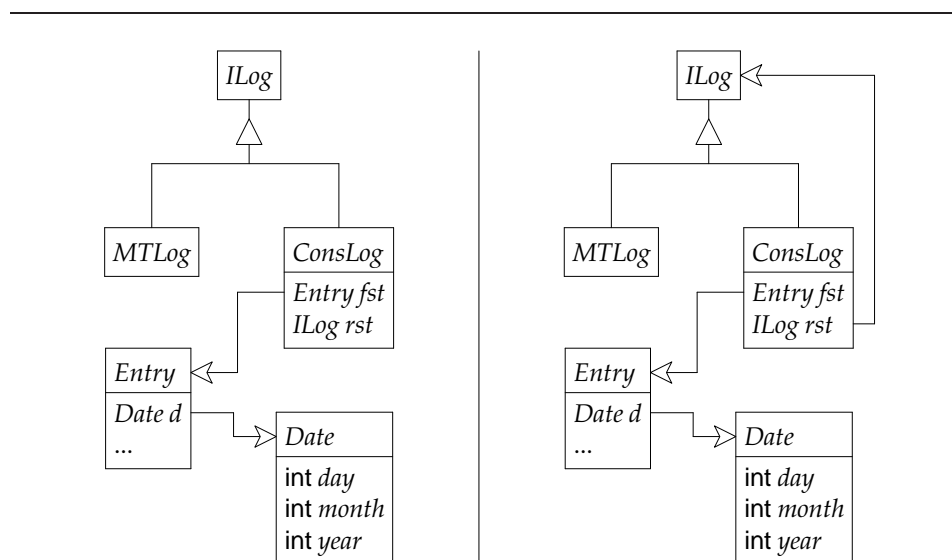 ILog
MTLog
ConsLog
Entry fst
ILog rst
Entry
Date d
...
Date
int day
int month
int year
ILog
MTLog
ConsLog
Entry fst
ILog rst
Entry
Date d
...
Date
int day
int month
int year